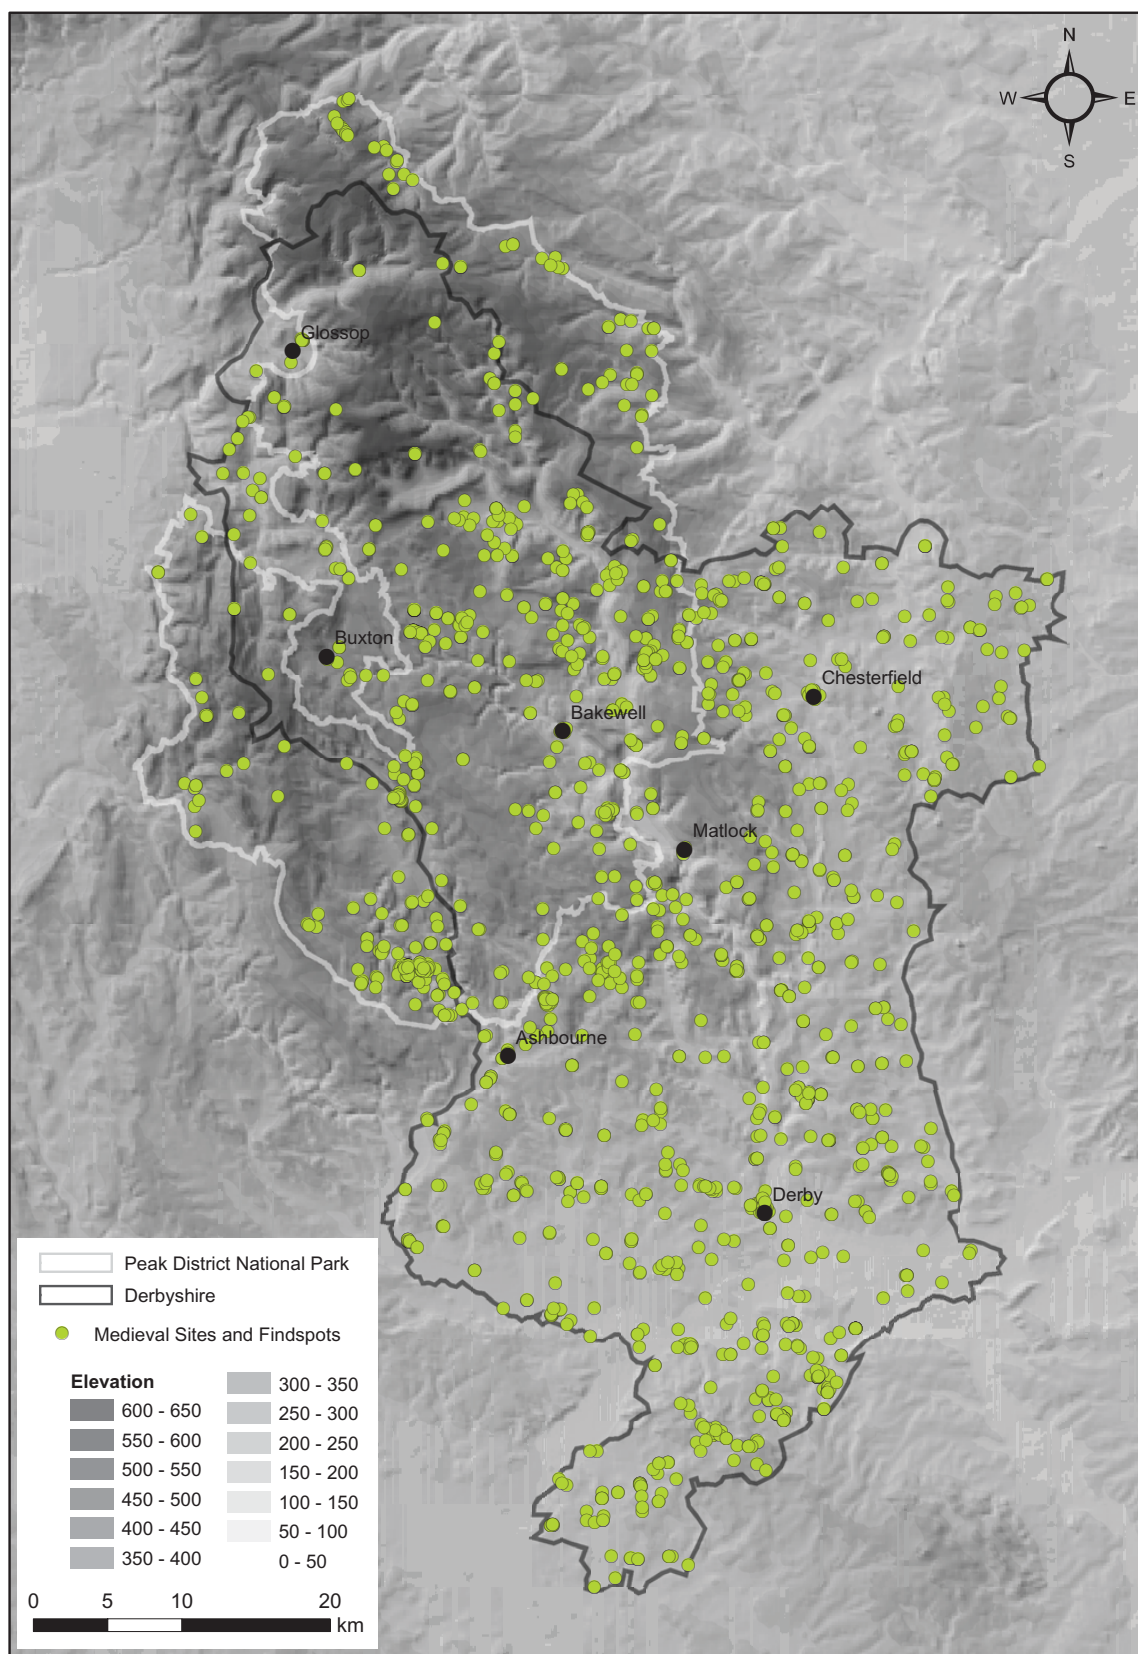 N
W E
S
Glossop
Buxton
Chesterfield
Bakewell
Matlock
Ashbourne
Derby
Peak District National Park
Derbyshire
Medieval Sites and Findspots
Elevation
600 - 650
550 - 600
500 - 550
450 - 500
400 - 450
350 - 400
300 - 350
250 - 300
200 - 250
150 - 200
100 - 150
50 - 100
0 - 50
0 5 10 20
km